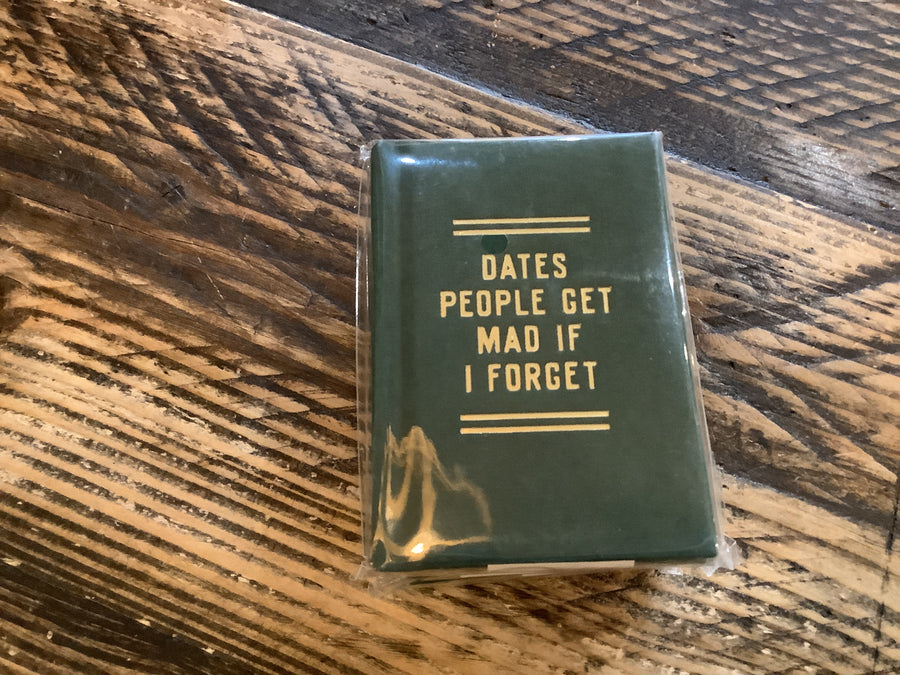 DATES
PEOPLE GET
MAD IF
I FORGET